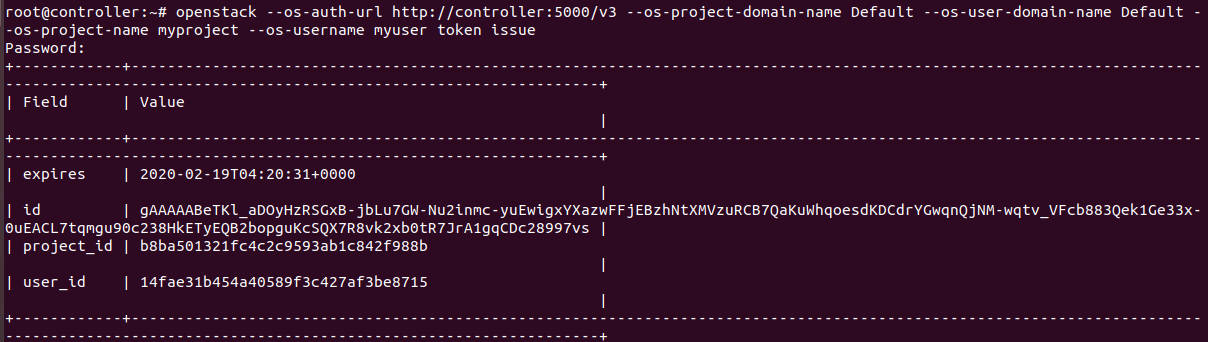 root@controller:~# openstack --os-auth-url http://controller:5000/v3 --os-project-domain-name Default --os-user-domain-name Default -
-os-project-name myproject --os-username myuser token issue
Password:
+------------+-----------------------------------------------------------------------------------------------------------------------------
---------------------------------------------------------------------+
| Field      | Value
                                                                     |
+------------+-----------------------------------------------------------------------------------------------------------------------------
---------------------------------------------------------------------+
| expires    | 2020-02-19T04:20:31+0000
                                                                     |
| id         | gAAAAABeTKl_aDOyHzRSGxB-jbLu7GW-Nu2inmc-yuEwigxYXazwFFjEBzhNtXMVzuRCB7QaKuWhqoesdKDCdrYGwqnQjNM-wqtv_VFcb883Qek1Ge33x-
0uEACL7tqmgu90c238HkETyEQB2bopguKcSQX7R8vk2xb0tR7JrA1gqCDc28997vs |
| project_id | b8ba501321fc4c2c9593ab1c842f988b
                                                                     |
| user_id    | 14fae31b454a40589f3c427af3be8715
                                                                     |
+------------+-----------------------------------------------------------------------------------------------------------------------------
---------------------------------------------------------------------+